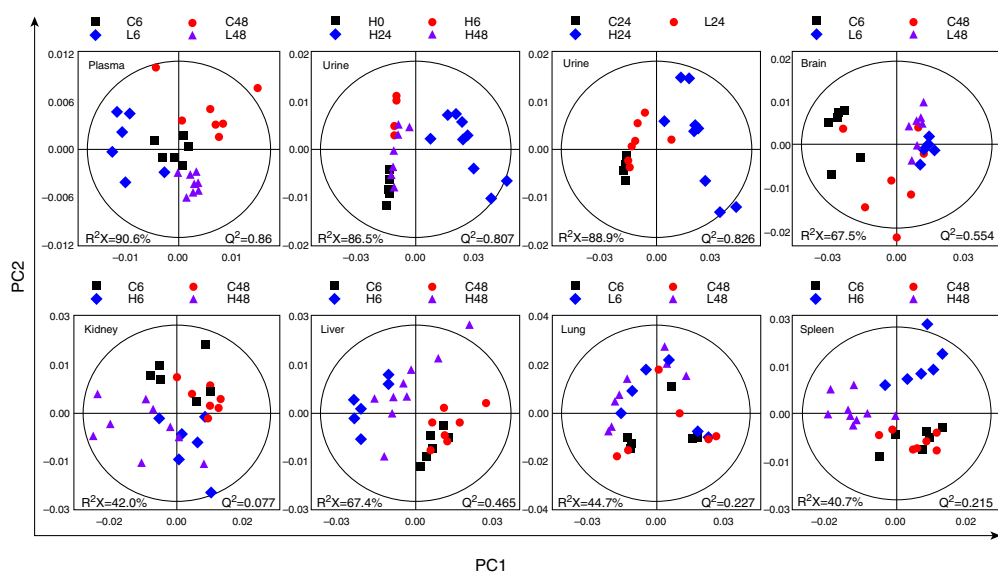 C6 C48
L6 L48
H0 H6
H24 H48
C24 L24
H24
C6 C48
L6 L48
0.012
0.006
0.000
−0.006
−0.012
Plasma
R²X=90.6% Q²=0.86
−0.01 0.00 0.01
0.02
0.01
0.00
−0.01
−0.02
Urine
R²X=86.5% Q²=0.807
−0.03 0.00 0.03
0.02
0.01
0.00
−0.01
−0.02
Urine
R²X=88.9% Q²=0.826
−0.03 0.00 0.03
0.02
0.01
0.00
−0.01
−0.02
Brain
R²X=67.5% Q²=0.554
−0.03 0.00 0.03
PC2
C6 C48
H6 H48
C6 C48
H6 H48
C6 C48
L6 L48
C6 C48
H6 H48
0.03
0.01
0.00
−0.01
−0.03
Kidney
R²X=42.0% Q²=0.077
−0.02 0.00 0.02
0.03
0.01
0.00
−0.01
−0.03
Liver
R²X=67.4% Q²=0.465
−0.03 0.00 0.03
0.04
0.02
0.00
−0.02
−0.04
Lung
R²X=44.7% Q²=0.227
−0.03 0.00 0.03
0.03
0.01
0.00
−0.01
−0.03
Spleen
R²X=40.7% Q²=0.215
−0.03 0.00 0.03
PC1